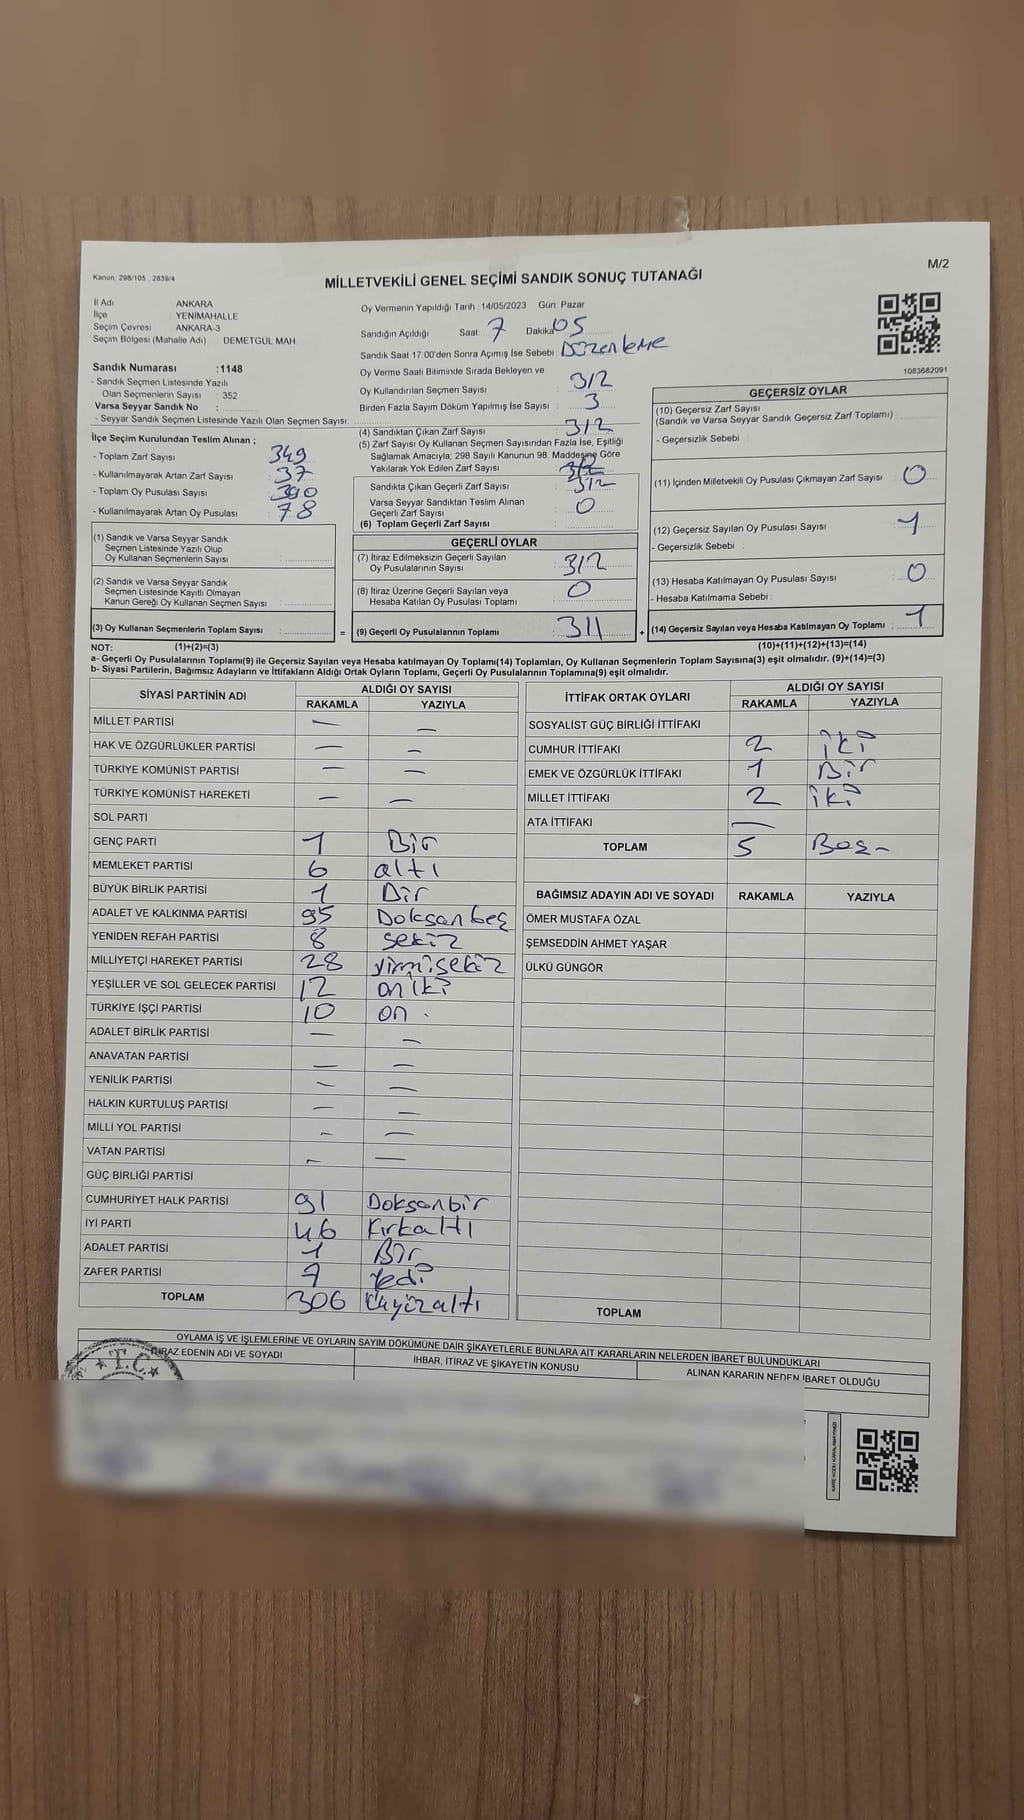 Kanun, 298/105 , 2839/4
M/2
MİLLETVEKİLİ GENEL SEÇİMİ SANDIK SONUÇ TUTANAĞI
İl Adı ANKARA
İlçe : YENİMAHALLE
Seçim Çevresi ANKARA-3
Seçim Bölgesi (Mahalle Adı) : DEMETGÜL MAH.
Sandık Numarası :1148
- Sandık Seçmen Listesinde Yazılı
Olan Seçmenlerin Sayısı : 352
Varsa Seyyar Sandık No :
- Seyyar Sandık Seçmen Listesinde Yazılı Olan Seçmen Sayısı:
İlçe Seçim Kurulundan Teslim Alınan ;
- Toplam Zarf Sayısı 349
- Kullanılmayarak Artan Zarf Sayısı : 37
- Toplam Oy Pusulası Sayısı 390
- Kullanılmayarak Artan Oy Pusulası : 78
(1) Sandık ve Varsa Seyyar Sandık
Seçmen Listesinde Yazılı Olup
Oy Kullanan Seçmenlerin Sayısı :
(2) Sandık ve Varsa Seyyar Sandık
Seçmen Listesinde Kayıtlı Olmayan
Kanun Gereği Oy Kullanan Seçmen Sayısı :
(3) Oy Kullanan Seçmenlerin Toplam Sayısı :
(1)+(2)=(3)
Oy Vermenin Yapıldığı Tarih : 14/05/2023 Gün: Pazar
Sandığın Açıldığı Saat: 7 Dakika: 05
Sandık Saat 17:00'den Sonra Açımış İse Sebebi: Düzenleme
Oy Verme Saati Bitiminde Sırada Bekleyen ve
Oy Kullandırılan Seçmen Sayısı : 312
Birden Fazla Sayım Döküm Yapılmış İse Sayısı : 3
(4) Sandıktan Çıkan Zarf Sayısı : 312
(5) Zarf Sayısı Oy Kullanan Seçmen Sayısından Fazla İse, Eşitliği
Sağlamak Amacıyla; 298 Sayılı Kanunun 98. Maddesine Göre
Yakılarak Yok Edilen Zarf Sayısı :
Sandıkta Çıkan Geçerli Zarf Sayısı : 312
Varsa Seyyar Sandıktan Teslim Alınan
Geçerli Zarf Sayısı : 0
(6) Toplam Geçerli Zarf Sayısı :
GEÇERLİ OYLAR
(7) İtiraz Edilmeksizin Geçerli Sayılan
Oy Pusulalarının Sayısı : 312
(8) İtiraz Üzerine Geçerli Sayılan veya
Hesaba Katılan Oy Pusulası Toplamı : 0
= (9) Geçerli Oy Pusulalarının Toplamı : 311
1083682091
GEÇERSİZ OYLAR
(10) Geçersiz Zarf Sayısı
(Sandık ve Varsa Seyyar Sandık Geçersiz Zarf Toplamı) :
- Geçersizlik Sebebi :
(11) İçinden Milletvekili Oy Pusulası Çıkmayan Zarf Sayısı : 0
(12) Geçersiz Sayılan Oy Pusulası Sayısı : 1
- Geçersizlik Sebebi :
(13) Hesaba Katılmayan Oy Pusulası Sayısı : 0
- Hesaba Katılmama Sebebi :
+ (14) Geçersiz Sayılan veya Hesaba Katılmayan Oy Toplamı : 1
(10)+(11)+(12)+(13)=(14)
NOT:
a- Geçerli Oy Pusulalarının Toplamı(9) ile Geçersiz Sayılan veya Hesaba katılmayan Oy Toplamı(14) Toplamları, Oy Kullanan Seçmenlerin Toplam Sayısına(3) eşit olmalıdır. (9)+(14)=(3)
b- Siyasi Partilerin, Bağımsız Adayların ve İttifakların Aldığı Ortak Oyların Toplamı, Geçerli Oy Pusulalarının Toplamına(9) eşit olmalıdır.
SİYASİ PARTİNİN ADI ALDIĞI OY SAYISI
RAKAMLA YAZIYLA
MİLLET PARTİSİ — —
HAK VE ÖZGÜRLÜKLER PARTİSİ — —
TÜRKİYE KOMÜNİST PARTİSİ — —
TÜRKİYE KOMÜNİST HAREKETİ — —
SOL PARTİ
GENÇ PARTİ 1 Bir
MEMLEKET PARTİSİ 6 altı
BÜYÜK BİRLİK PARTİSİ 1 Bir
ADALET VE KALKINMA PARTİSİ 95 Doksan beş
YENİDEN REFAH PARTİSİ 8 sekiz
MİLLİYETÇİ HAREKET PARTİSİ 28 yirmisekiz
YEŞİLLER VE SOL GELECEK PARTİSİ 12 on iki
TÜRKİYE İŞÇİ PARTİSİ 10 on .
ADALET BİRLİK PARTİSİ — —
ANAVATAN PARTİSİ — —
YENİLİK PARTİSİ — —
HALKIN KURTULUŞ PARTİSİ — —
MİLLİ YOL PARTİSİ — —
VATAN PARTİSİ — —
GÜÇ BİRLİĞİ PARTİSİ
CUMHURİYET HALK PARTİSİ 91 Doksanbir
İYİ PARTİ 46 Kırkaltı
ADALET PARTİSİ 1 Bir
ZAFER PARTİSİ 7 Yedi
TOPLAM 306 üçyüzaltı
İTTİFAK ORTAK OYLARI ALDIĞI OY SAYISI
RAKAMLA YAZIYLA
SOSYALİST GÜÇ BİRLİĞİ İTTİFAKI
CUMHUR İTTİFAKI 2 iki
EMEK VE ÖZGÜRLÜK İTTİFAKI 1 Bir
MİLLET İTTİFAKI 2 iki
ATA İTTİFAKI —
TOPLAM 5 Beş -
BAĞIMSIZ ADAYIN ADI VE SOYADI RAKAMLA YAZIYLA
ÖMER MUSTAFA ÖZAL
ŞEMSEDDİN AHMET YAŞAR
ÜLKÜ GÜNGÖR
TOPLAM
OYLAMA İŞ VE İŞLEMLERİNE VE OYLARIN SAYIM DÖKÜMÜNE DAİR ŞİKAYETLERLE BUNLARA AİT KARARLARIN NELERDEN İBARET BULUNDUKLARI
İTİRAZ EDENİN ADI VE SOYADI İHBAR, İTİRAZ VE ŞİKAYETİN KONUSU ALINAN KARARIN NEDEN İBARET OLDUĞU
★ T.C. ★